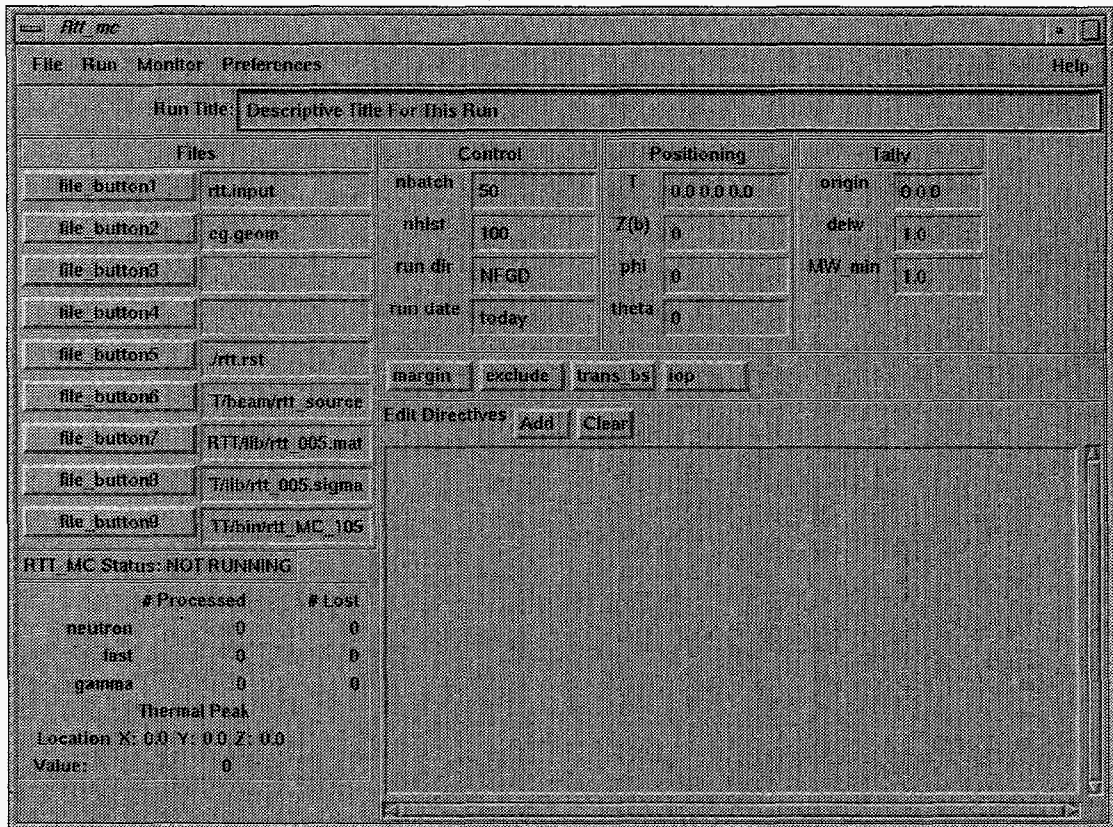 Rtt_mc
File Run Monitor Preferences Help
Run Title: Descriptive Title For This Run
Files Control Positioning Tally
file_button1 rtt.input nbatch 50 T 0.0 0.0 0.0 origin 0 0 0
file_button2 cg.geom nhist 100 Z(b) 0 delw 1.0
file_button3 run dir NFGD phi 0 MW_min 1.0
file_button4 run date today theta 0
file_button5 ./rtt.rst
margin exclude trans_bs iop
file_button6 T/beam/rtt_source
Edit Directives Add Clear
file_button7 RTT/lib/rtt_005.mat
file_button8 T/lib/rtt_005.sigma
file_button9 TT/bin/rtt_MC_105
RTT_MC Status: NOT RUNNING
# Processed # Lost
neutron 0 0
fast 0 0
gamma 0 0
Thermal Peak
Location X: 0.0 Y: 0.0 Z: 0.0
Value: 0